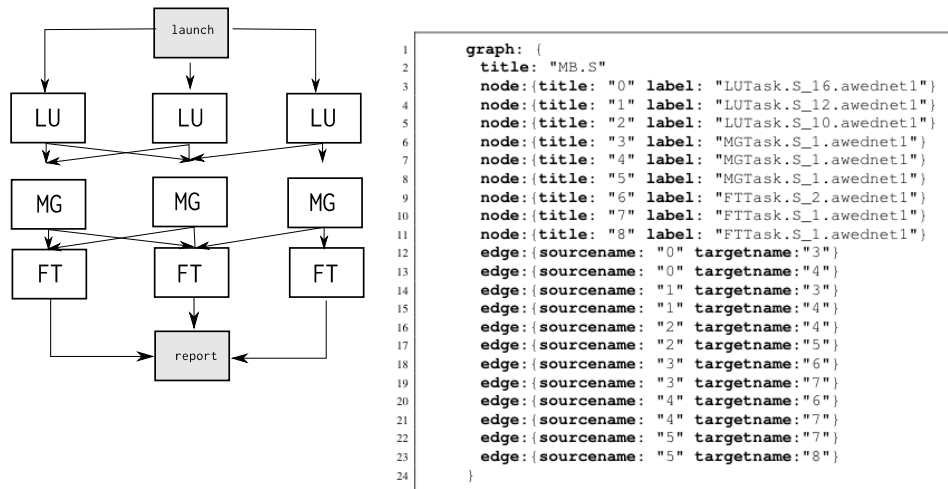 launch
LU LU LU
MG MG MG
FT FT FT
report
1 graph: {
2 title: "MB.S"
3 node:{title: "0" label: "LUTask.S_16.awednet1"}
4 node:{title: "1" label: "LUTask.S_12.awednet1"}
5 node:{title: "2" label: "LUTask.S_10.awednet1"}
6 node:{title: "3" label: "MGTask.S_1.awednet1"}
7 node:{title: "4" label: "MGTask.S_1.awednet1"}
8 node:{title: "5" label: "MGTask.S_1.awednet1"}
9 node:{title: "6" label: "FTTask.S_2.awednet1"}
10 node:{title: "7" label: "FTTask.S_1.awednet1"}
11 node:{title: "8" label: "FTTask.S_1.awednet1"}
12 edge:{sourcename: "0" targetname:"3"}
13 edge:{sourcename: "0" targetname:"4"}
14 edge:{sourcename: "1" targetname:"3"}
15 edge:{sourcename: "1" targetname:"4"}
16 edge:{sourcename: "2" targetname:"4"}
17 edge:{sourcename: "2" targetname:"5"}
18 edge:{sourcename: "3" targetname:"6"}
19 edge:{sourcename: "3" targetname:"7"}
20 edge:{sourcename: "4" targetname:"6"}
21 edge:{sourcename: "4" targetname:"7"}
22 edge:{sourcename: "5" targetname:"7"}
23 edge:{sourcename: "5" targetname:"8"}
24 }